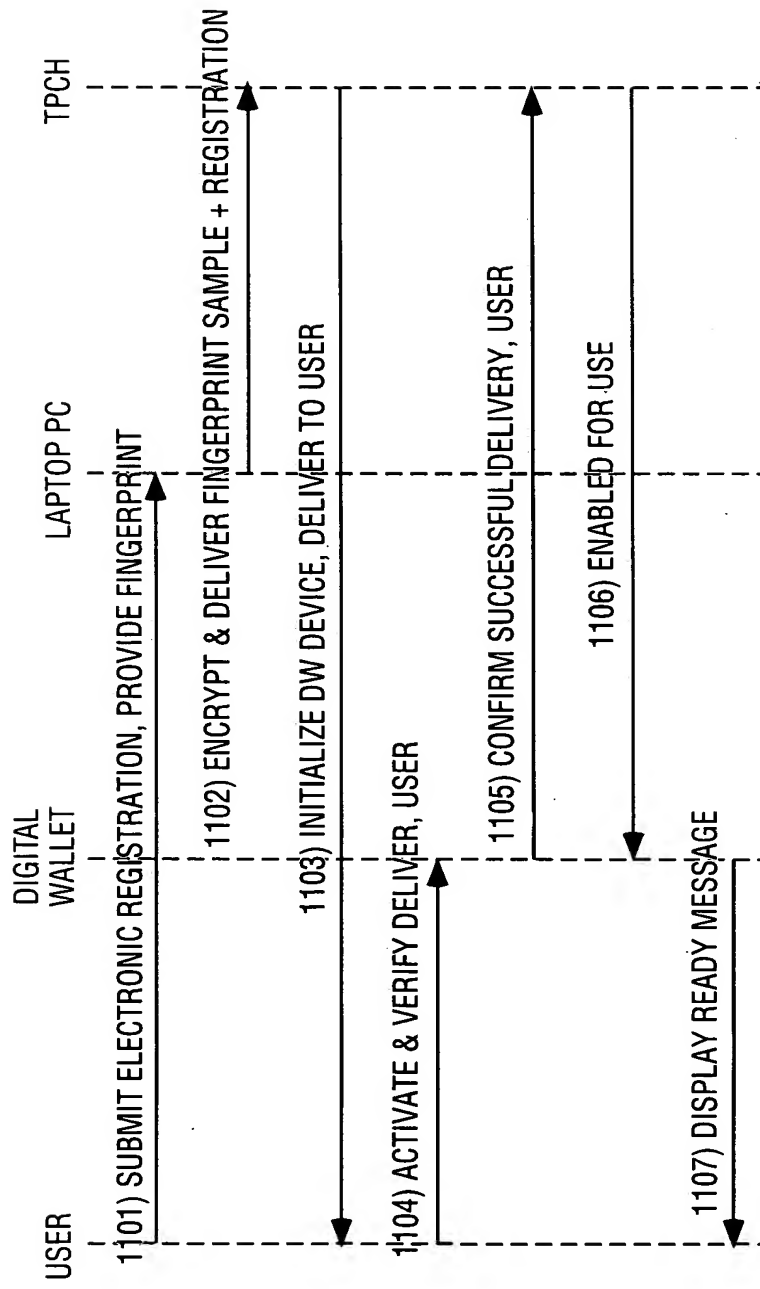 USER
DIGITAL
WALLET
LAPTOP PC
TPCH
1101) SUBMIT ELECTRONIC REGISTRATION, PROVIDE FINGERPRINT
1102) ENCRYPT & DELIVER FINGERPRINT SAMPLE + REGISTRATION
1103) INITIALIZE DW DEVICE, DELIVER TO USER
1104) ACTIVATE & VERIFY DELIVER, USER
1105) CONFIRM SUCCESSFUL DELIVERY, USER
1106) ENABLED FOR USE
1107) DISPLAY READY MESSAGE